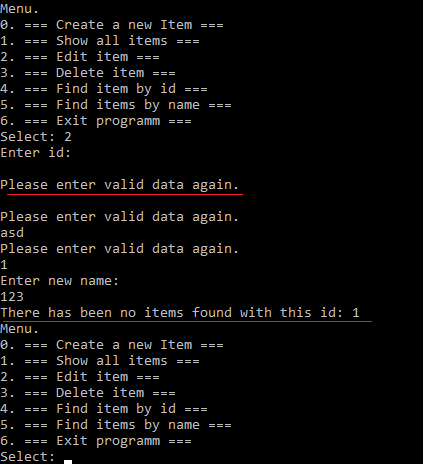 Menu.
0. === Create a new Item ===
1. === Show all items ===
2. === Edit item ===
3. === Delete item ===
4. === Find item by id ===
5. === Find items by name ===
6. === Exit programm ===
Select: 2
Enter id:
Please enter valid data again.
Please enter valid data again.
asd
Please enter valid data again.
1
Enter new name:
123
There has been no items found with this id: 1
Menu.
0. === Create a new Item ===
1. === Show all items ===
2. === Edit item ===
3. === Delete item ===
4. === Find item by id ===
5. === Find items by name ===
6. === Exit programm ===
Select: